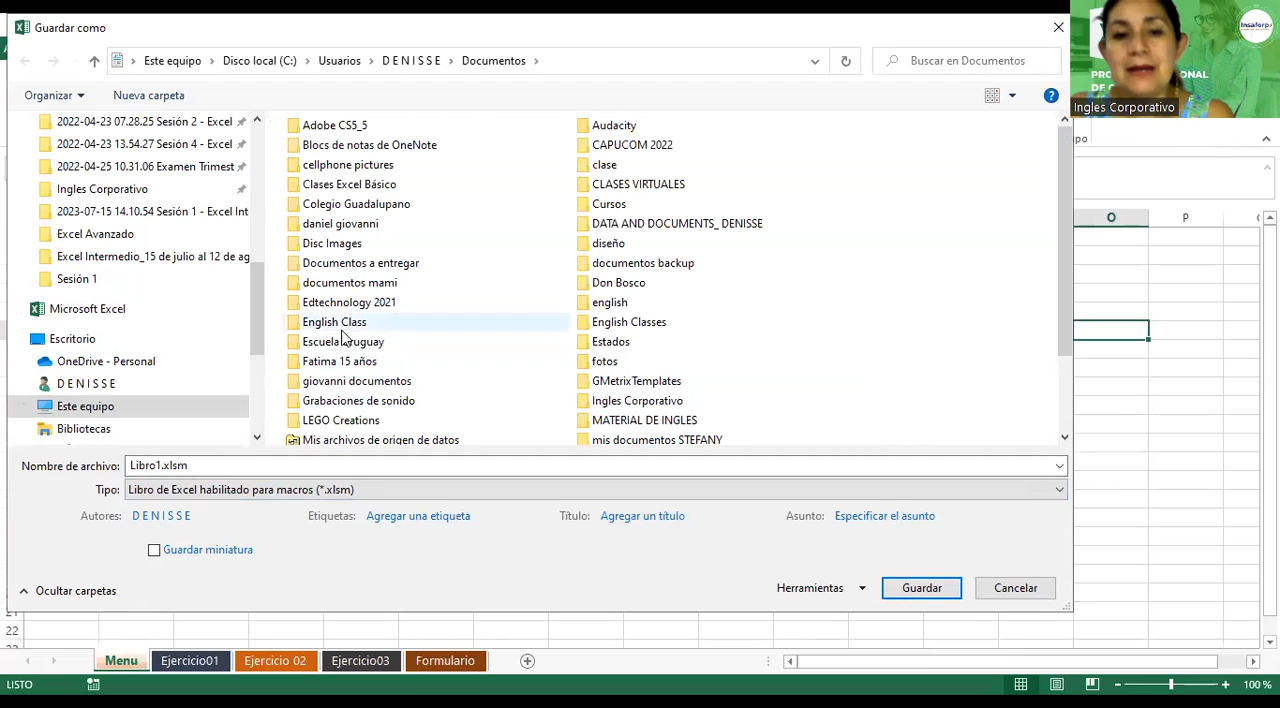 Guardar como
Este equipo
Disco local (C:)
Usuarios
D E N I S S E
Documentos
Buscar en Documentos
Organizar
Nueva carpeta
2022-04-23 07.28.25 Sesión 2 - Excel
2022-04-23 13.54.27 Sesión 4 - Excel
2022-04-25 10.31.06 Examen Trimest
Ingles Corporativo
2023-07-15 14.10.54 Sesión 1 - Excel Int
Excel Avanzado
Excel Intermedio_15 de julio al 12 de ag
Sesión 1
Microsoft Excel
Escritorio
OneDrive - Personal
D E N I S S E
Este equipo
Bibliotecas
Adobe CS5_5
Blocs de notas de OneNote
cellphone pictures
Clases Excel Básico
Colegio Guadalupano
daniel giovanni
Disc Images
Documentos a entregar
documentos mami
Edtechnology 2021
English Class
Fatima 15 años
giovanni documentos
Grabaciones de sonido
LEGO Creations
Mis archivos de origen de datos
Audacity
CAPUCOM 2022
clase
CLASES VIRTUALES
Cursos
DATA AND DOCUMENTS_ DENISSE
diseño
documentos backup
Don Bosco
english
English Classes
Estados
fotos
GMetrixTemplates
Ingles Corporativo
MATERIAL DE INGLES
mis documentos STEFANY
Nombre de archivo: Libro1.xlsm
Tipo: Libro de Excel habilitado para macros (*.xlsm)
Autores: D E N I S S E
Etiquetas: Agregar una etiqueta
Título: Agregar un título
Asunto: Especificar el asunto
Guardar miniatura
Ocultar carpetas
Herramientas
Guardar
Cancelar
Insaforp
Ingles Corporativo
O
P
22
Menu
Ejercicio01
Ejercicio 02
Ejercicio03
Formulario
LISTO
100 %